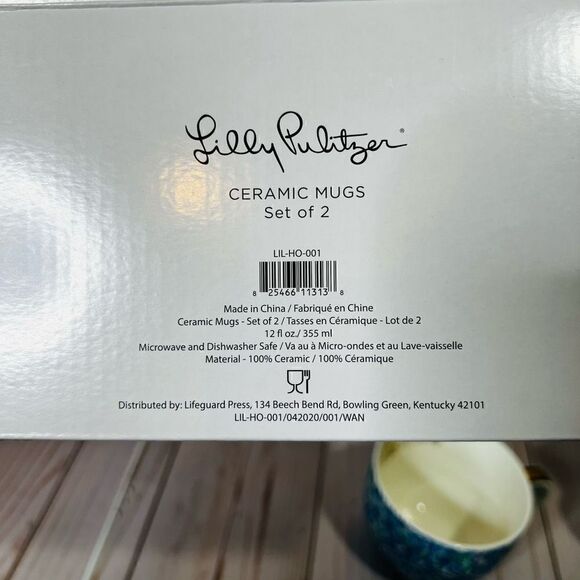 Lilly Pulitzer®
CERAMIC MUGS
Set of 2
LIL-HO-001
8 25466 11313 8
Made in China / Fabriqué en Chine
Ceramic Mugs - Set of 2 / Tasses en Céramique - Lot de 2
12 fl oz./ 355 ml
Microwave and Dishwasher Safe / Va au à Micro-ondes et au Lave-vaisselle
Material - 100% Ceramic / 100% Céramique
Distributed by: Lifeguard Press, 134 Beech Bend Rd, Bowling Green, Kentucky 42101
LIL-HO-001/042020/001/WAN